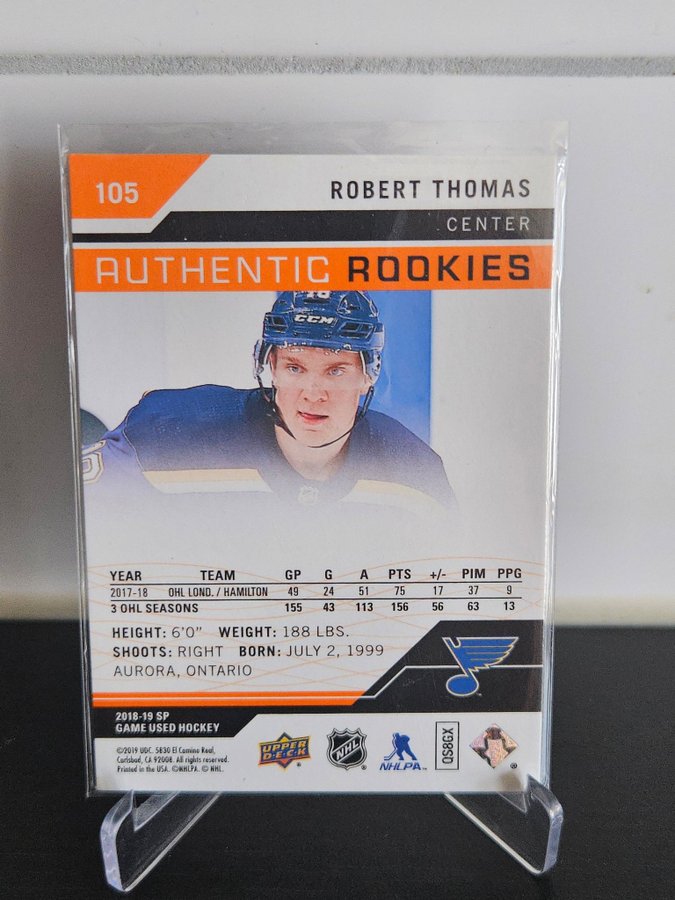 105
ROBERT THOMAS
CENTER
AUTHENTIC ROOKIES
18
CCM
YEAR TEAM GP G A PTS +/- PIM PPG
2017-18 OHL LOND. / HAMILTON 49 24 51 75 17 37 9
3 OHL SEASONS 155 43 113 156 56 63 13
HEIGHT: 6'0" WEIGHT: 188 LBS.
SHOOTS: RIGHT BORN: JULY 2, 1999
AURORA, ONTARIO
2018-19 SP
GAME USED HOCKEY
©2019 UDC. 5830 El Camino Real,
Carlsbad, CA 92008. All rights reserved.
Printed in the USA. ©NHLPA. © NHL.
UPPER DECK
NHL
NHLPA
QS8GX